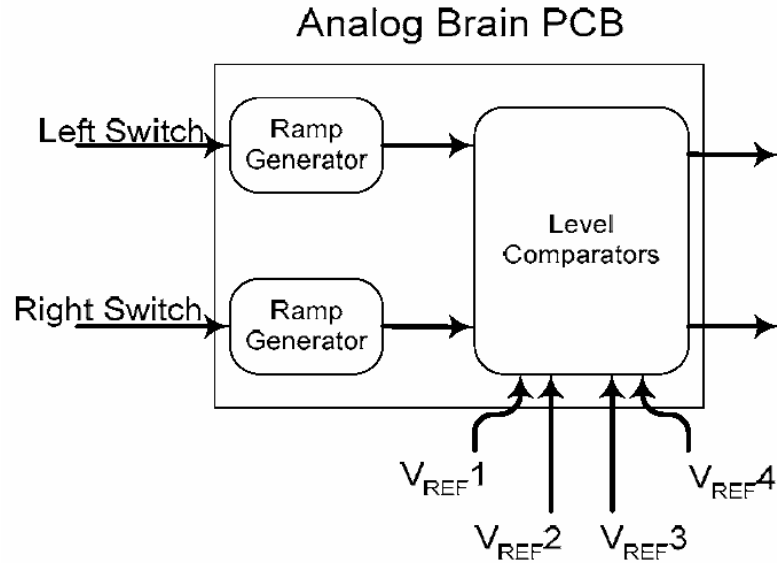 Analog Brain PCB
Left Switch
Ramp
Generator
Level
Comparators
Right Switch
Ramp
Generator
VREF1
VREF2
VREF3
VREF4